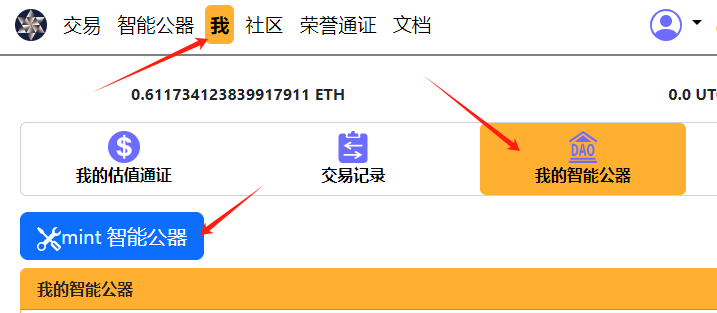 交易 智能公器 我 社区 荣誉通证 文档
0.611734123839917911 ETH 0.0
我的估值通证 交易记录 DAO 我的智能公器
mint 智能公器
我的智能公器